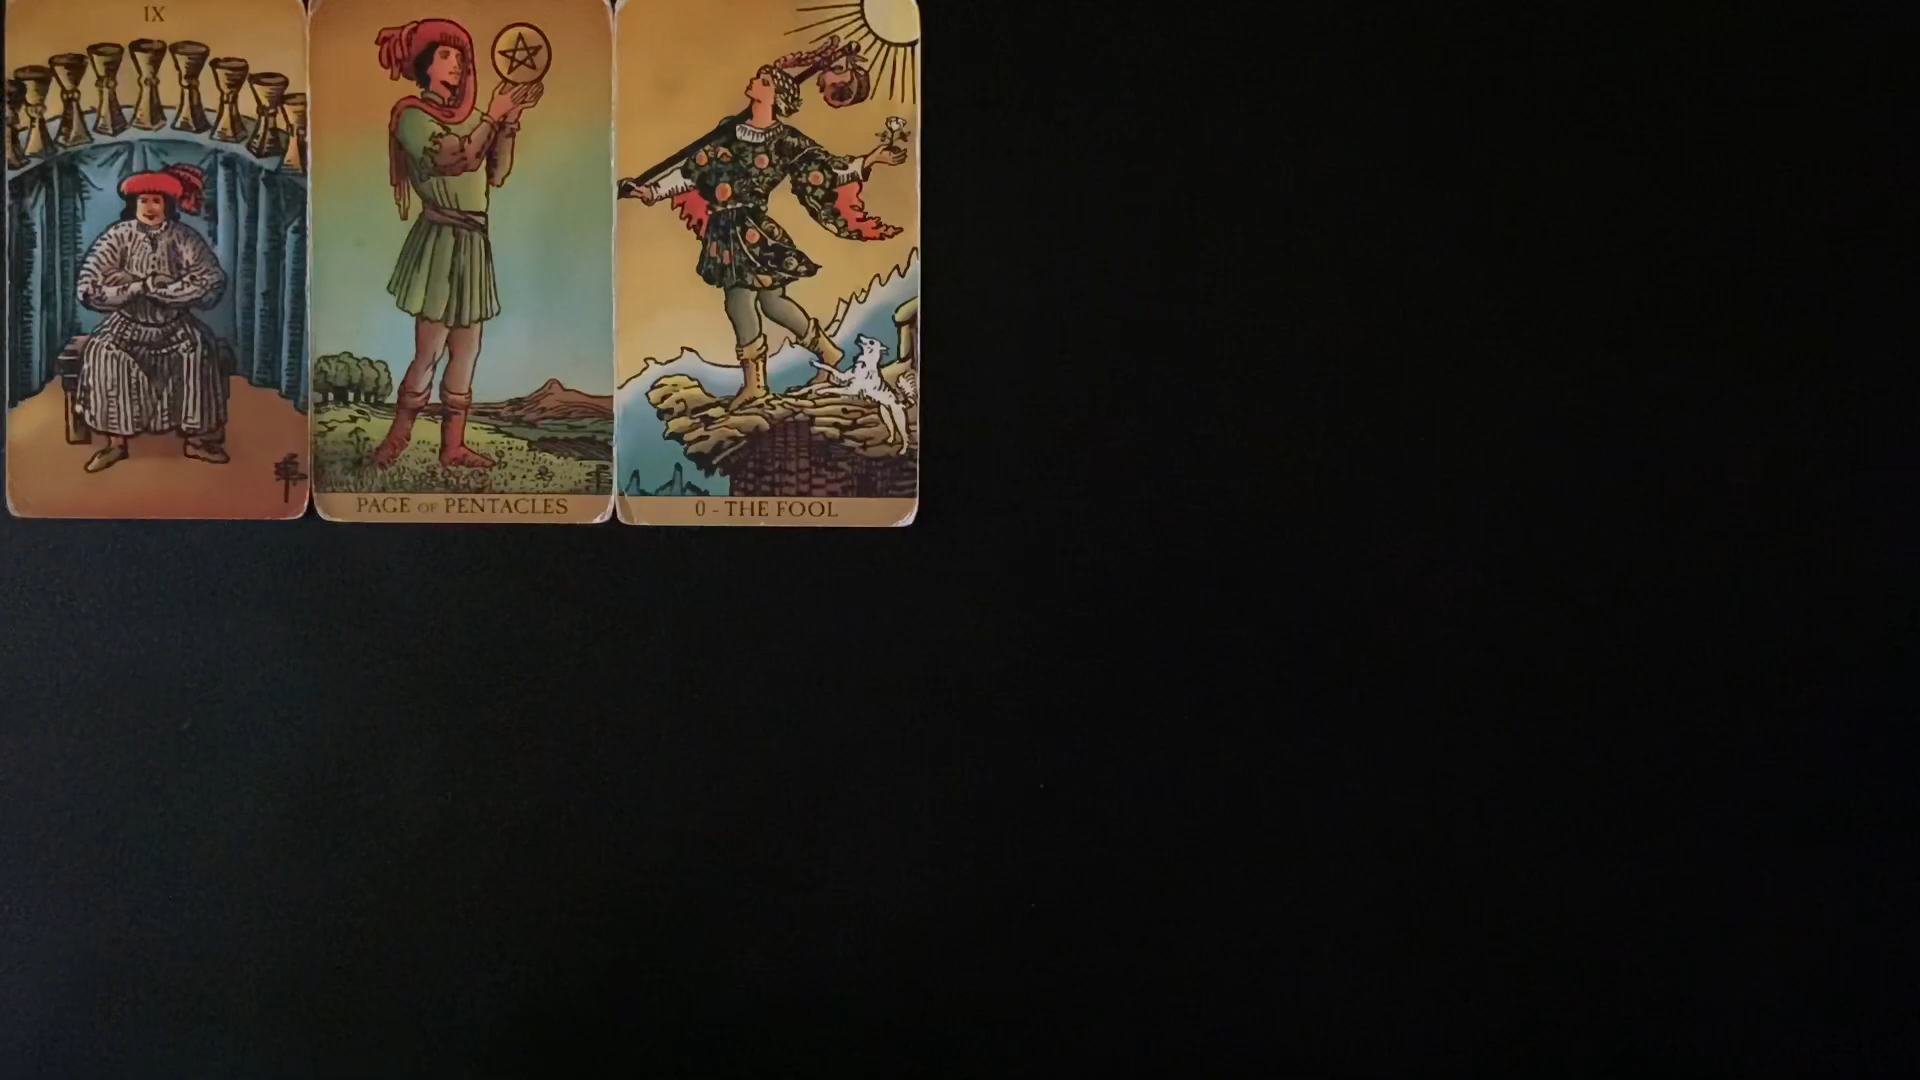 IX
PAGE OF PENTACLES
0 - THE FOOL